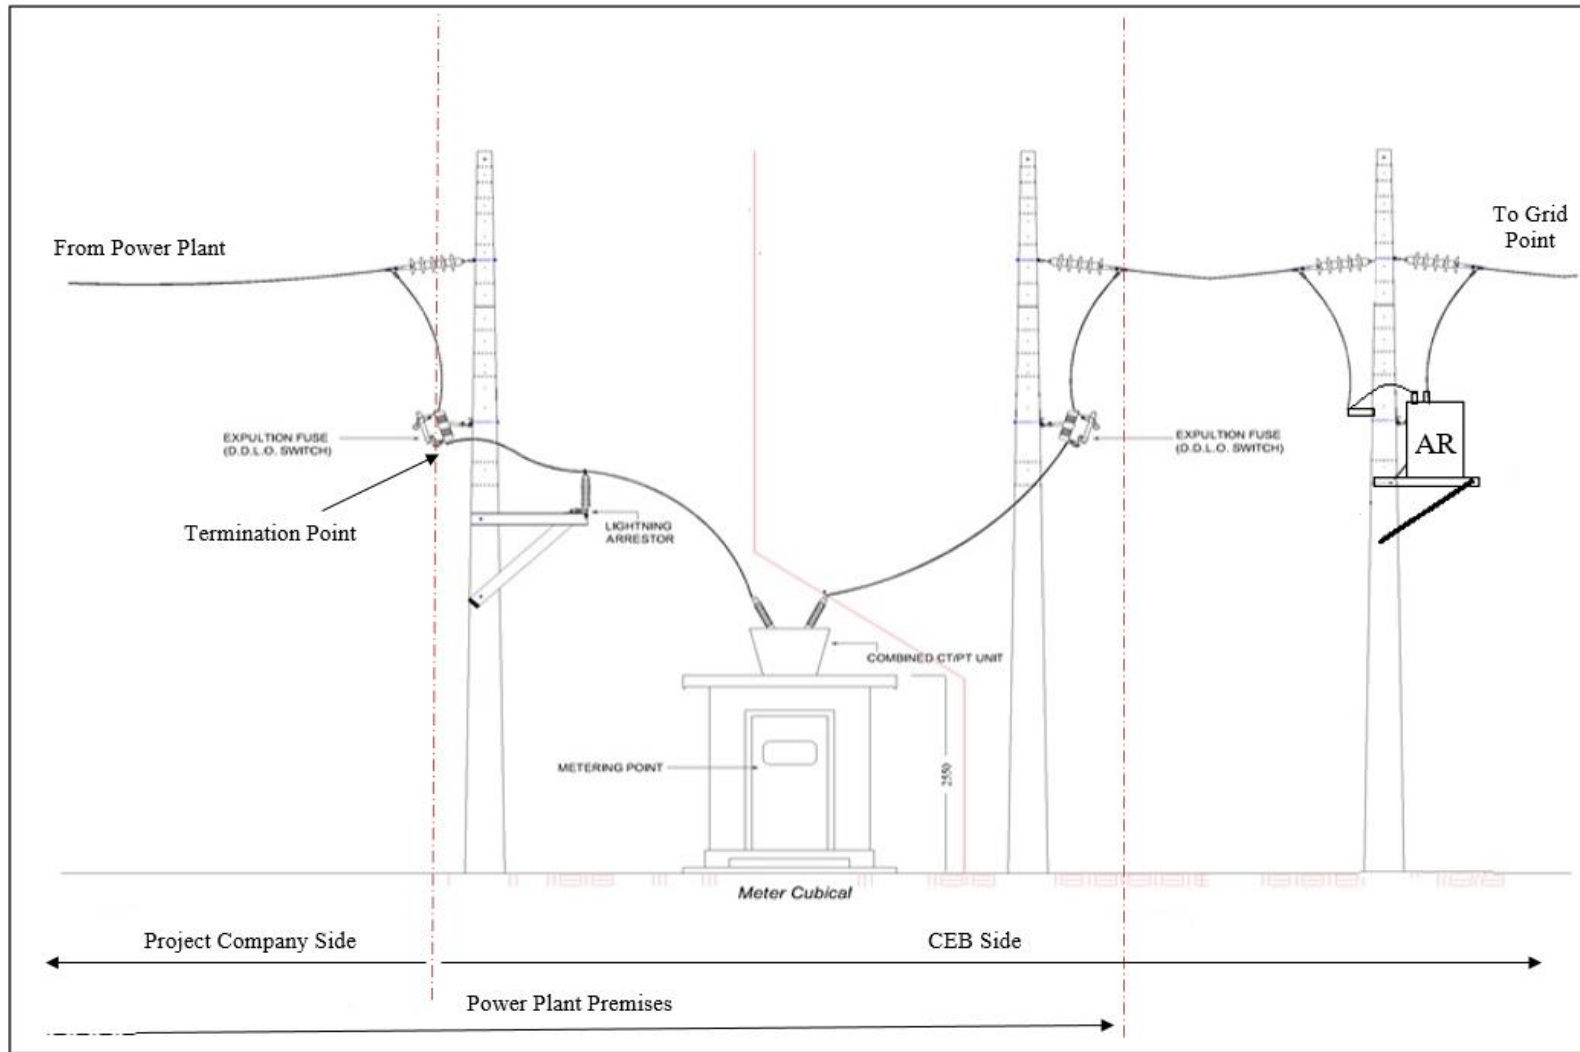 To Grid
Point
From Power Plant
EXPULTION FUSE
(D.D.L.O. SWITCH)
EXPULTION FUSE
(D.D.L.O. SWITCH)
AR
Termination Point
LIGHTNING
ARRESTOR
COMBINED CT/PT UNIT
METERING POINT
2550
Meter Cubical
Project Company Side
CEB Side
Power Plant Premises